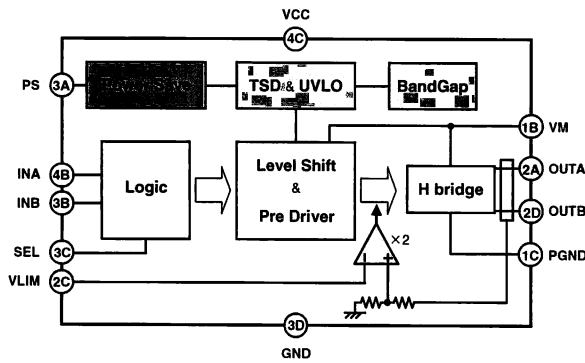 VCC
4C
PS
3A
TSD & UVLO
BandGap
1B
VM
INA
4B
Logic
Level Shift
&
Pre Driver
H bridge
2A
OUTA
INB
3B
2D
OUTB
SEL
3C
×2
1C
PGND
VLIM
2C
3D
GND